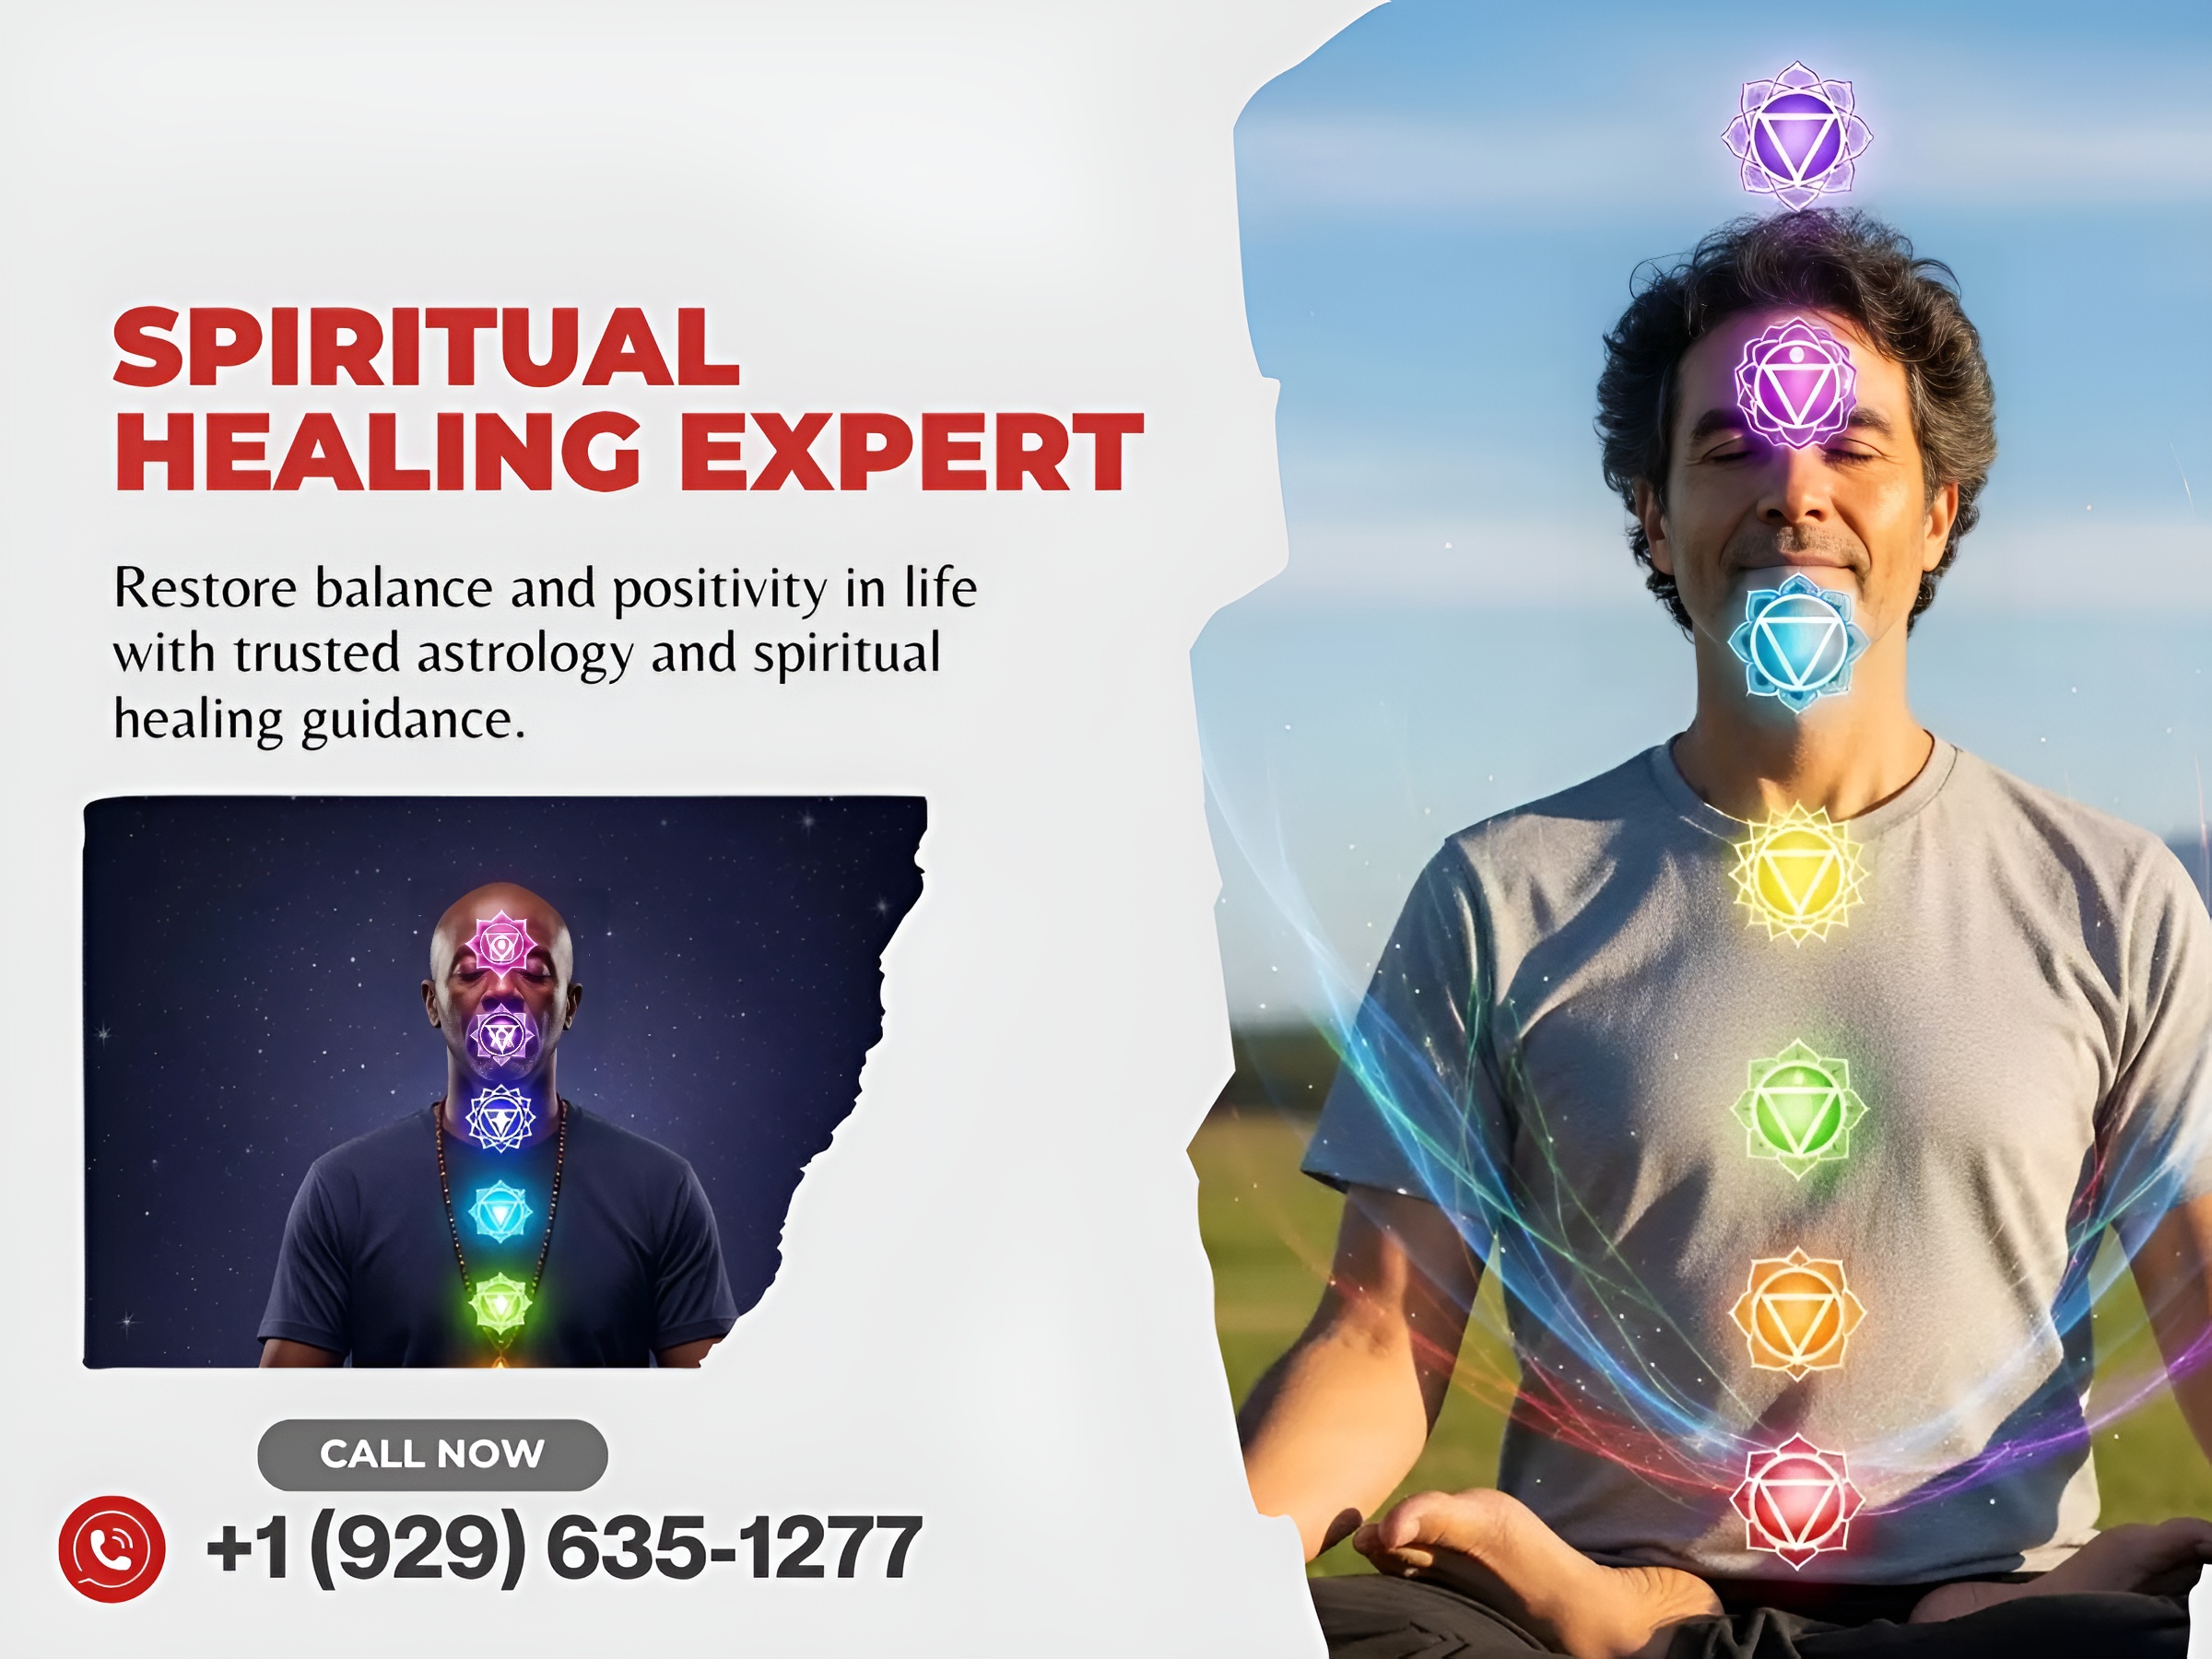 SPIRITUAL
HEALING EXPERT
Restore balance and positivity in life
with trusted astrology and spiritual
healing guidance.
CALL NOW
+1 (929) 635-1277